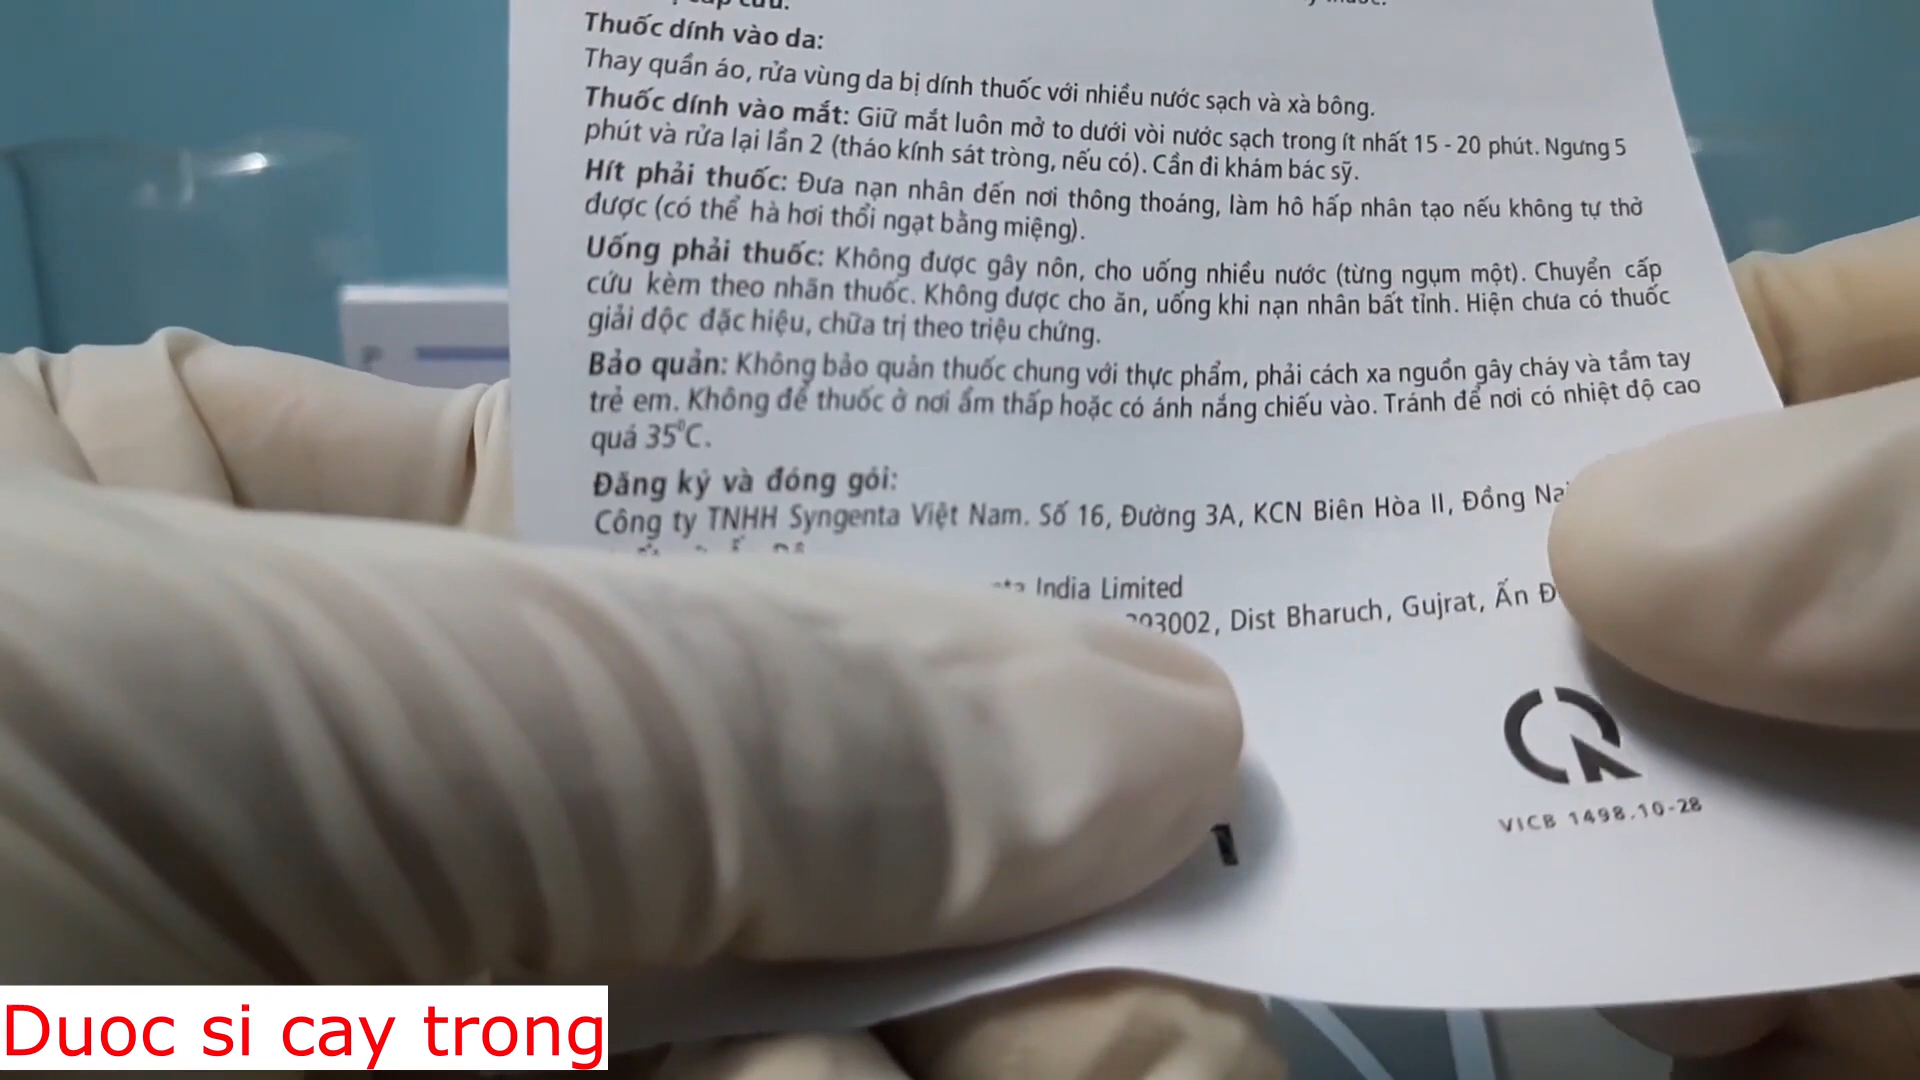 cấp cứu.
Thuốc dính vào da:
Thay quần áo, rửa vùng da bị dính thuốc với nhiều nước sạch và xà bông.
Thuốc dính vào mắt: Giữ mắt luôn mở to dưới vòi nước sạch trong ít nhất 15 - 20 phút. Ngưng 5
phút và rửa lại lần 2 (tháo kính sát tròng, nếu có). Cần đi khám bác sỹ.
Hít phải thuốc: Đưa nạn nhân đến nơi thông thoáng, làm hô hấp nhân tạo nếu không tự thở
được (có thể hà hơi thổi ngạt bằng miệng).
Uống phải thuốc: Không được gây nôn, cho uống nhiều nước (từng ngụm một). Chuyển cấp
cứu kèm theo nhãn thuốc. Không được cho ăn, uống khi nạn nhân bất tỉnh. Hiện chưa có thuốc
giải độc đặc hiệu, chữa trị theo triệu chứng.
Bảo quản: Không bảo quản thuốc chung với thực phẩm, phải cách xa nguồn gây cháy và tầm tay
trẻ em. Không để thuốc ở nơi ẩm thấp hoặc có ánh nắng chiếu vào. Tránh để nơi có nhiệt độ cao
quá 35⁰C.
Đăng ký và đóng gói:
Công ty TNHH Syngenta Việt Nam. Số 16, Đường 3A, KCN Biên Hòa II, Đồng
India Limited
Dist Bharuch, Gujrat, Ấn
VICB 1498.10-28
Duoc si cay trong